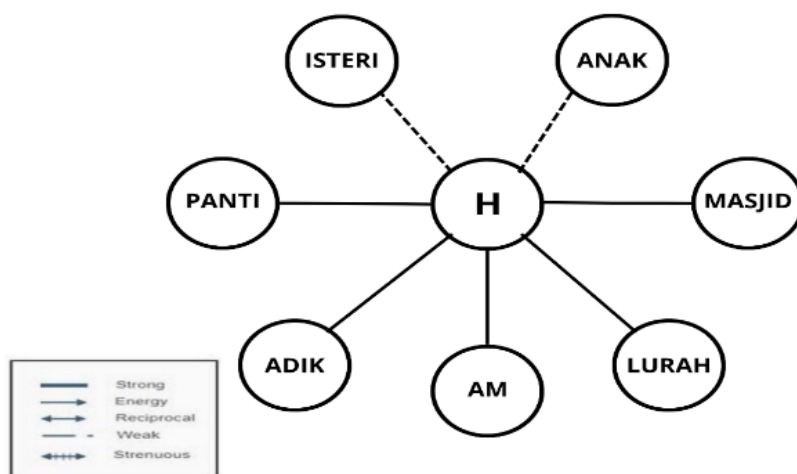 ISTERI
ANAK
PANTI
H
MASJID
ADIK
AM
LURAH
Strong
Energy
Reciprocal
Weak
Strenuous